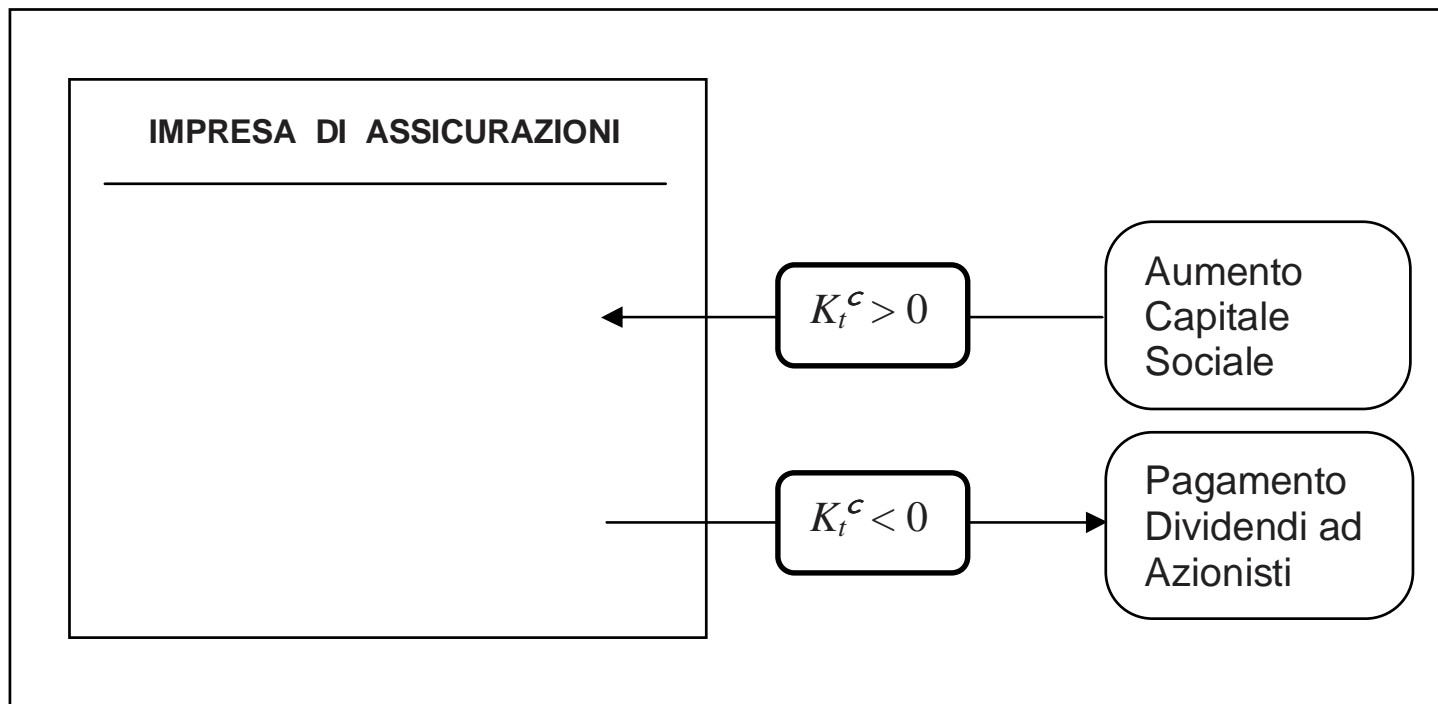 IMPRESA DI ASSICURAZIONI
K_t^c > 0
Aumento
Capitale
Sociale
K_t^c < 0
Pagamento
Dividendi ad
Azionisti